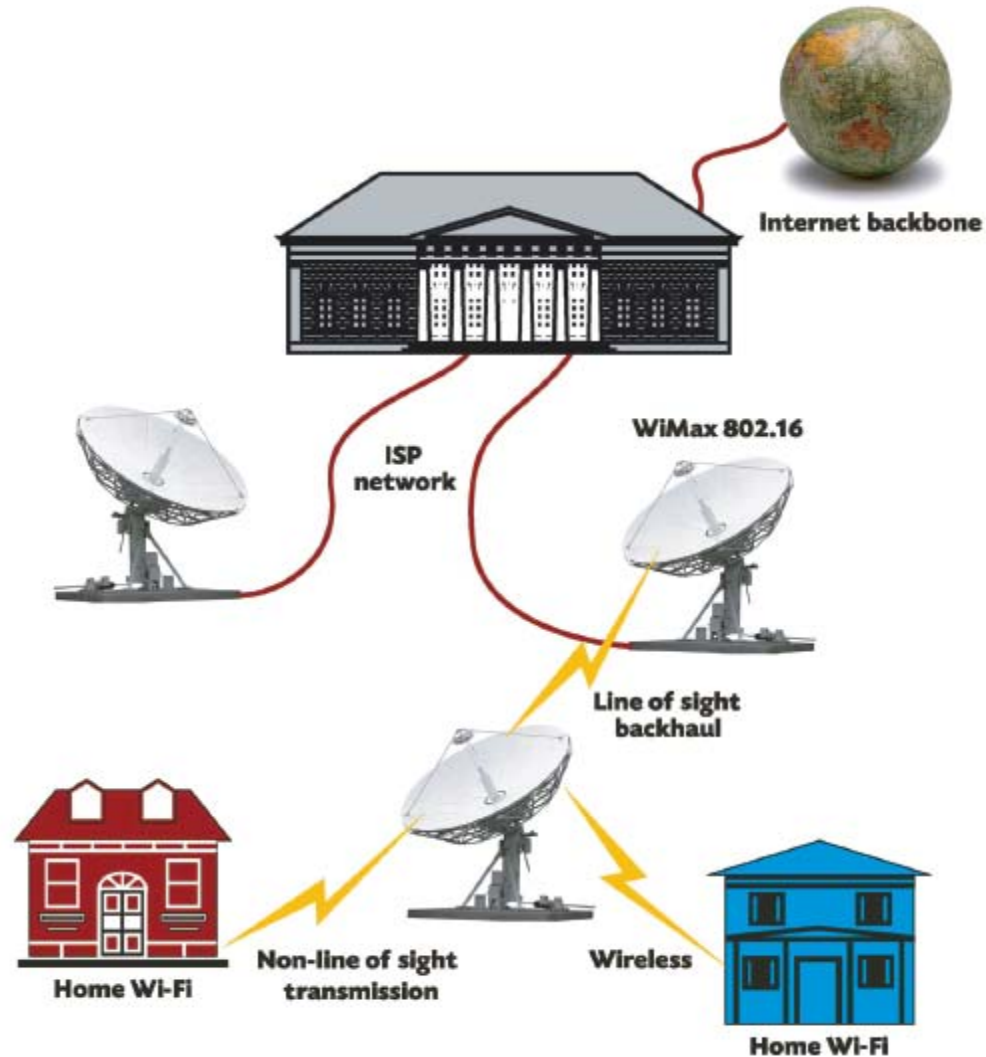 Internet backbone
WiMax 802.16
ISP
network
Line of sight
backhaul
Non-line of sight
transmission
Wireless
Home Wi-Fi
Home Wi-Fi